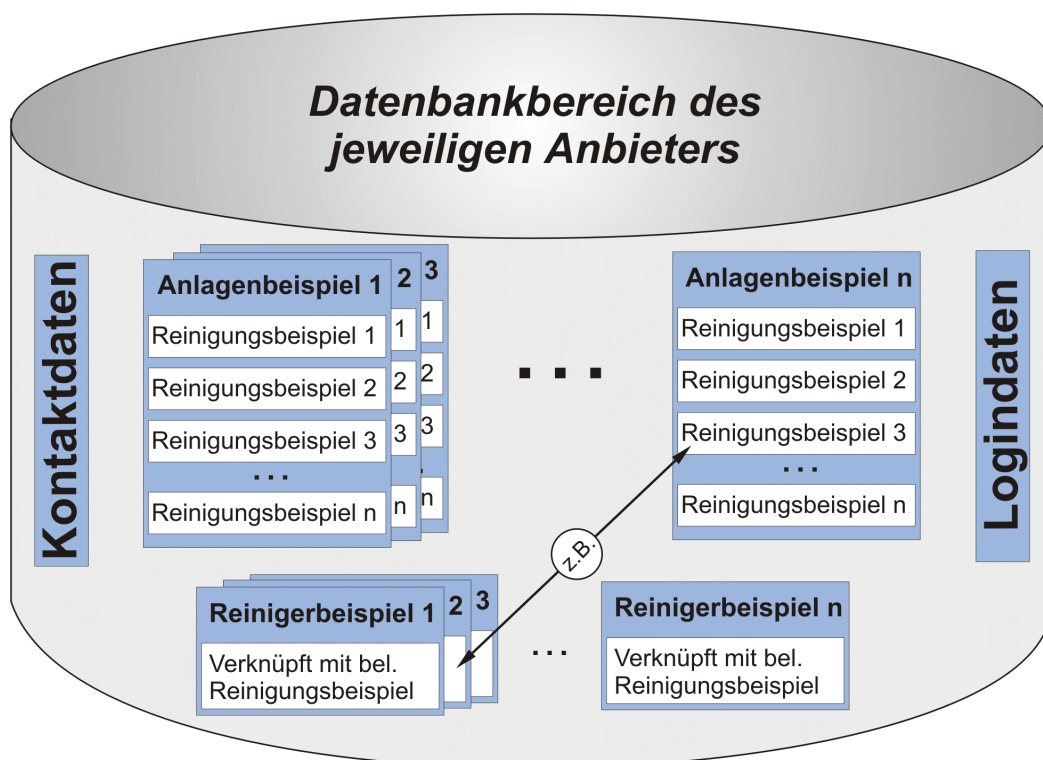 Datenbankbereich des
jeweiligen Anbieters
Kontaktdaten
Anlagenbeispiel 1
Reinigungsbeispiel 1
Reinigungsbeispiel 2
Reinigungsbeispiel 3
...
Reinigungsbeispiel n
2
1
2
3
n
3
1
2
3
.
n
...
Anlagenbeispiel n
Reinigungsbeispiel 1
Reinigungsbeispiel 2
Reinigungsbeispiel 3
...
Reinigungsbeispiel n
Logindaten
z.B.
Reinigerbeispiel 1
Verknüpft mit bel.
Reinigungsbeispiel
2
3
...
Reinigerbeispiel n
Verknüpft mit bel.
Reinigungsbeispiel